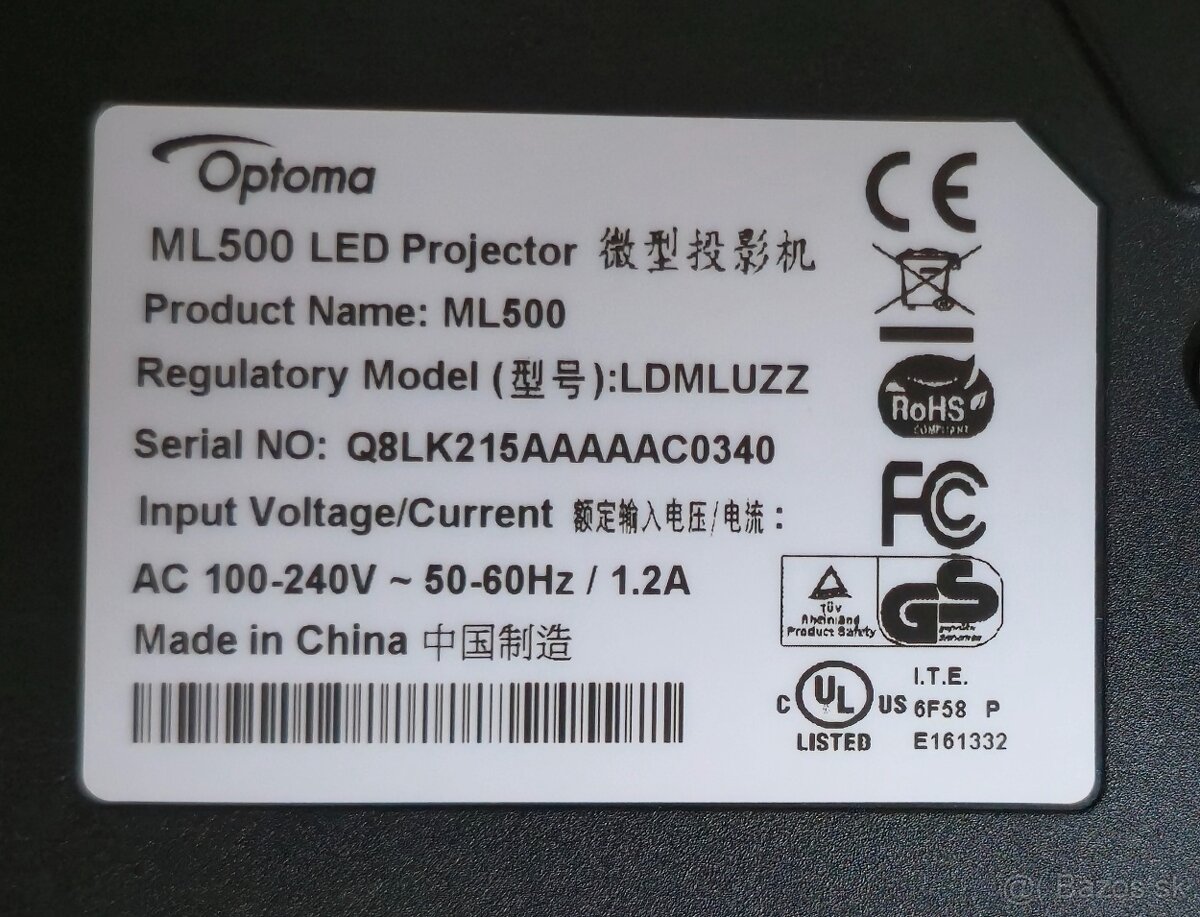 Optoma
ML500 LED Projector 微型投影机
Product Name: ML500
Regulatory Model (型号):LDMLUZZ
Serial NO: Q8LK215AAAAAAC0340
Input Voltage/Current 额定输入电压/电流:
AC 100-240V ~ 50-60Hz / 1.2A
Made in China 中国制造
CE
RoHS
COMPLIANT
FC
TÜV
Rheinland
Product Safety
GS
C UL US
LISTED
I.T.E.
6F58 P
E161332
Bazos.sk